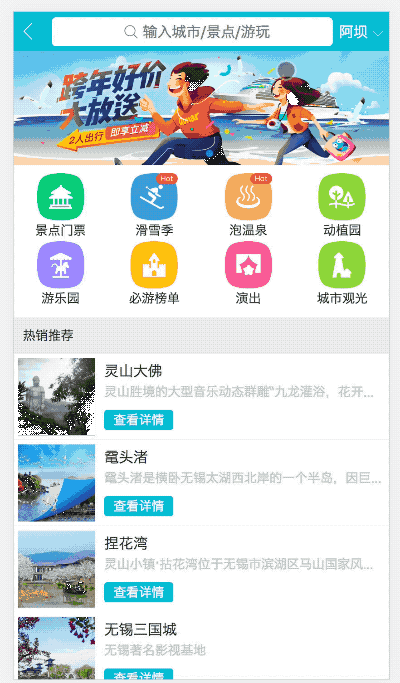 输入城市/景点/游玩
阿坝
跨年好价
大放送
2人出行 即享立减
Hot
Hot
景点门票
滑雪季
泡温泉
动植园
游乐园
必游榜单
演出
城市观光
热销推荐
灵山大佛
灵山胜境的大型音乐动态群雕"九龙灌浴，花开...
查看详情
鼋头渚
鼋头渚是横卧无锡太湖西北岸的一个半岛，因巨...
查看详情
捏花湾
灵山小镇·拈花湾位于无锡市滨湖区马山国家风...
查看详情
无锡三国城
无锡著名影视基地
查看详情